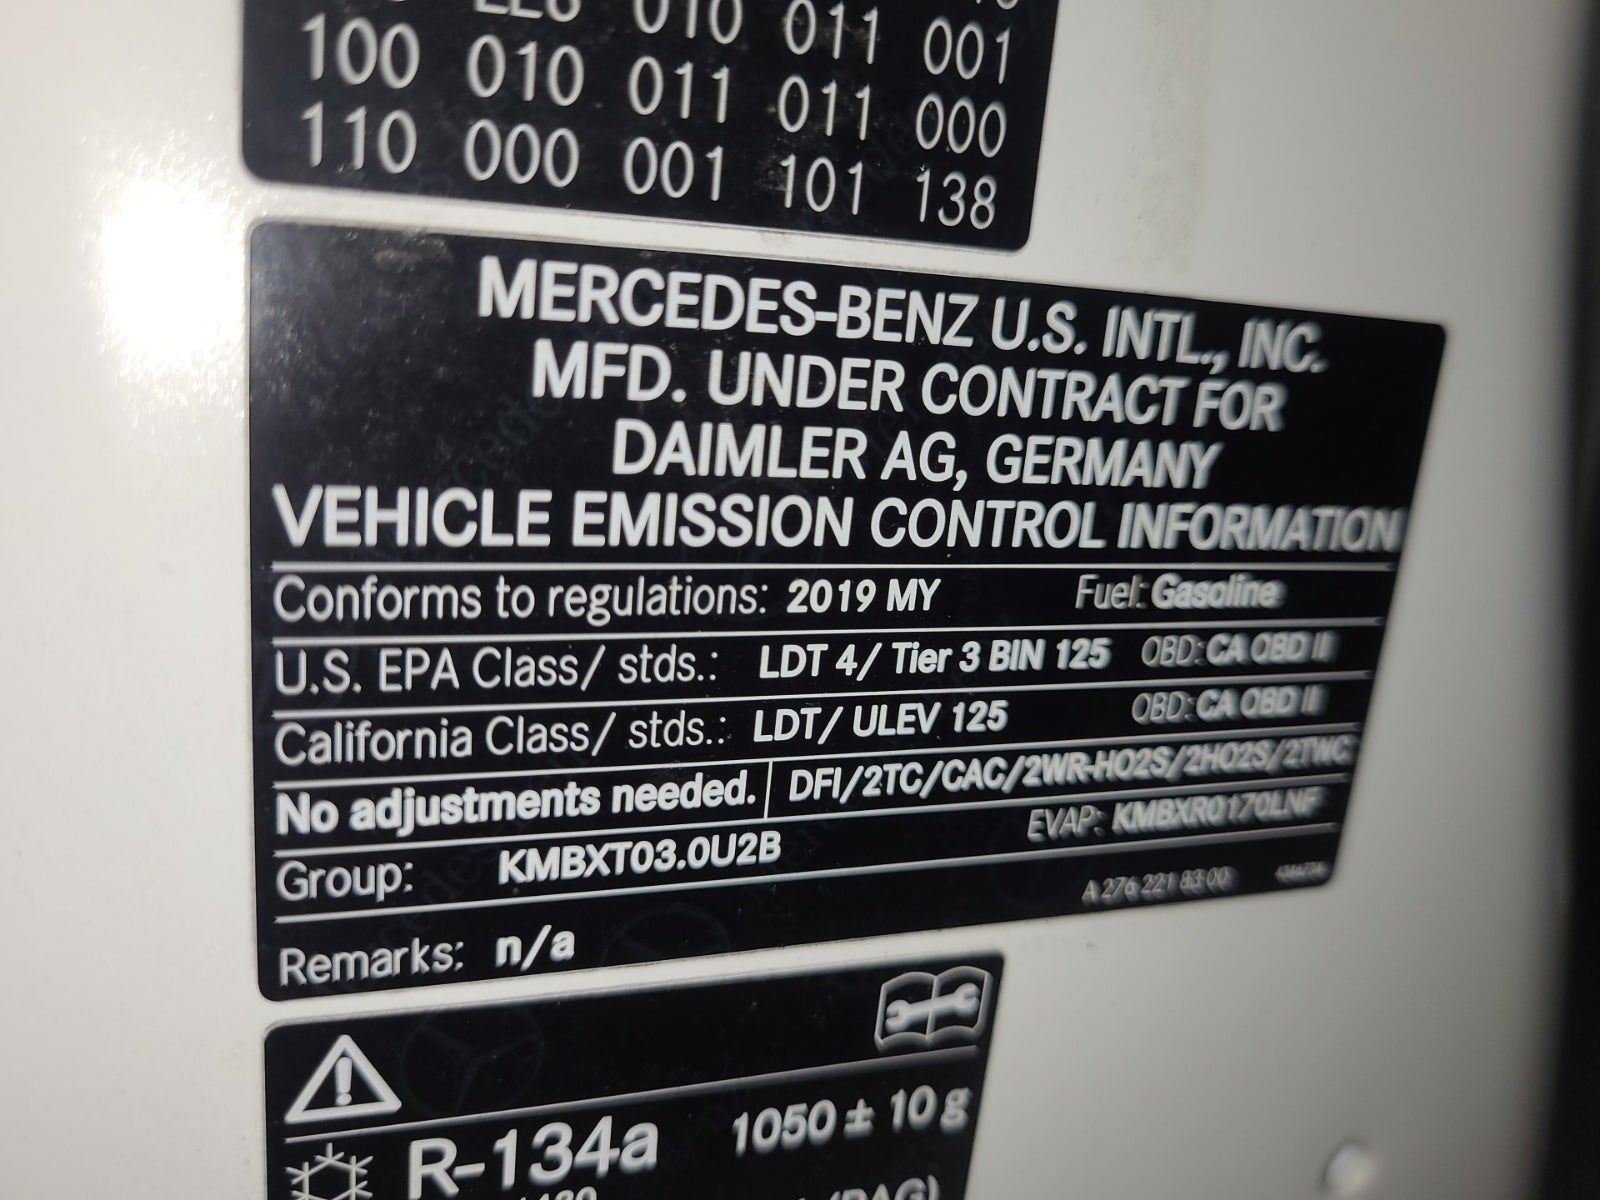 010 011 001
100 010 011 011 000
110 000 001 101 138
MERCEDES-BENZ U.S. INTL., INC.
MFD. UNDER CONTRACT FOR
DAIMLER AG, GERMANY
VEHICLE EMISSION CONTROL INFORMATION
Conforms to regulations: 2019 MY Fuel: Gasoline
U.S. EPA Class/ stds.: LDT 4/ Tier 3 BIN 125 OBD: CA OBD II
California Class/ stds.: LDT/ ULEV 125 OBD: CA OBD II
No adjustments needed. DFI/2TC/CAC/2WR-HO2S/2HO2S/2TWC
Group: KMBXT03.0U2B EVAP: KMBXR0170LNF
A 276 221 83 00
Remarks: n/a
R-134a 1050 ± 10 g
(PAG)